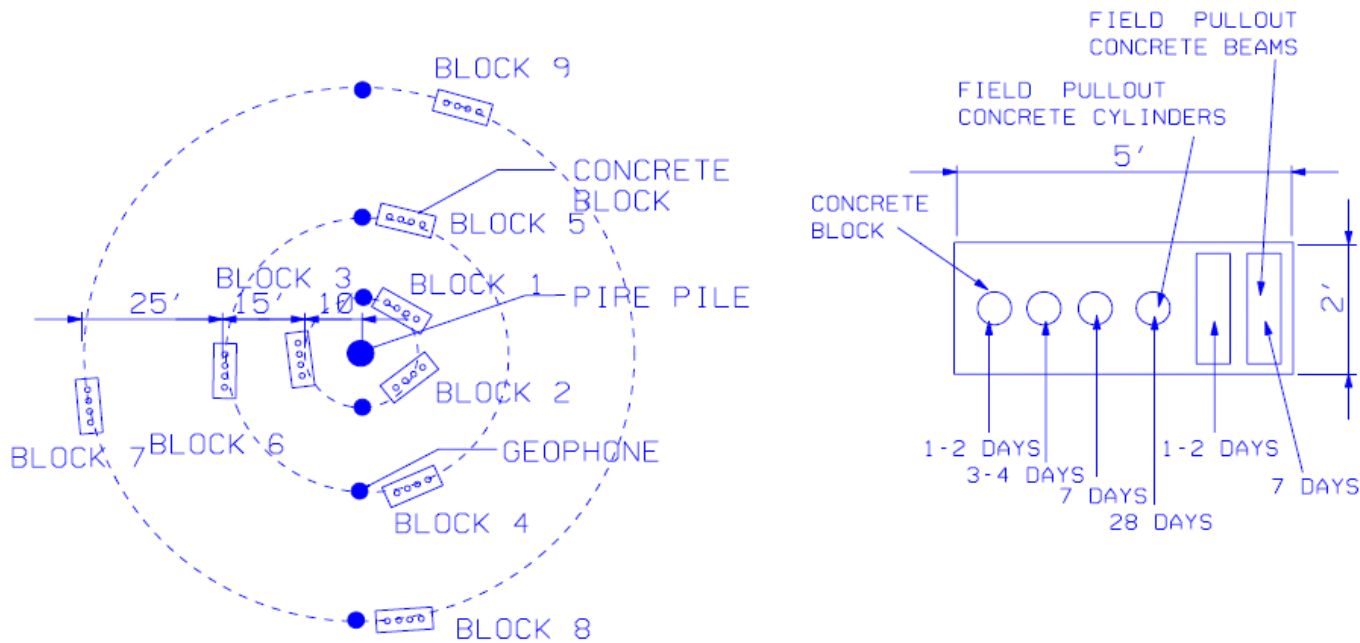 BLOCK 9
CONCRETE
BLOCK
BLOCK 5
BLOCK 3
BLOCK 1
25'
15'
10'
PIPE PILE
BLOCK 2
BLOCK 6
BLOCK 7
GEOPHONE
BLOCK 4
BLOCK 8
FIELD PULLOUT
CONCRETE BEAMS
FIELD PULLOUT
CONCRETE CYLINDERS
5'
CONCRETE
BLOCK
2'
1-2 DAYS
3-4 DAYS
7 DAYS
28 DAYS
1-2 DAYS
7 DAYS